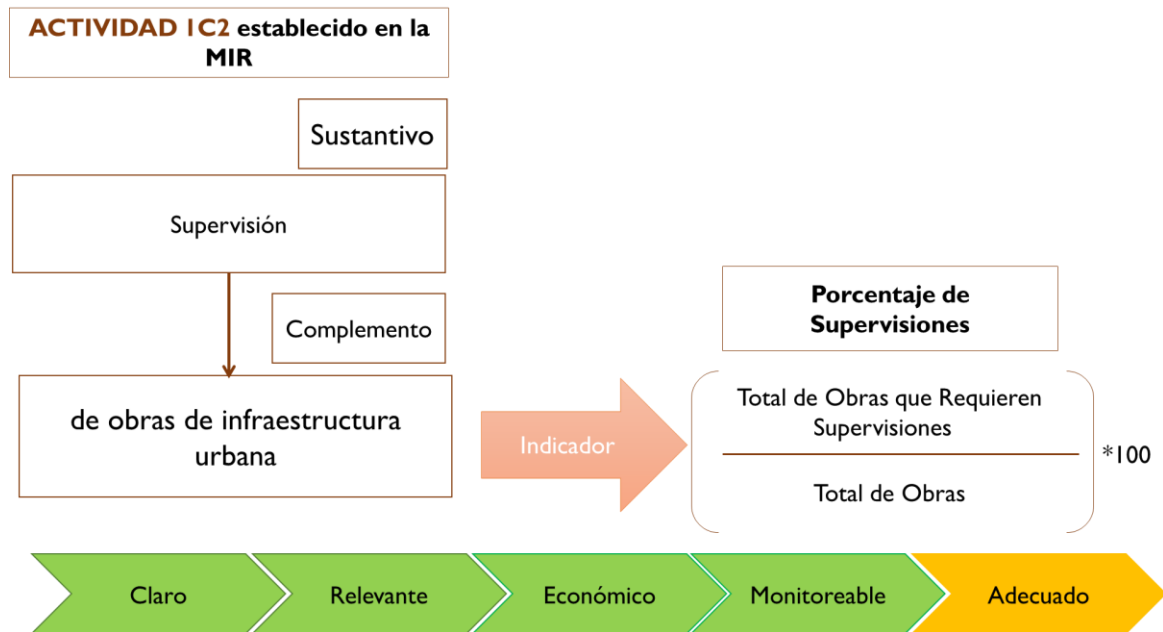 ACTIVIDAD 1C2 establecido en la
MIR
Sustantivo
Supervisión
Complemento
de obras de infraestructura
urbana
Indicador
Porcentaje de
Supervisiones
Total de Obras que Requieren
Supervisiones
Total de Obras
*100
Claro
Relevante
Económico
Monitoreable
Adecuado